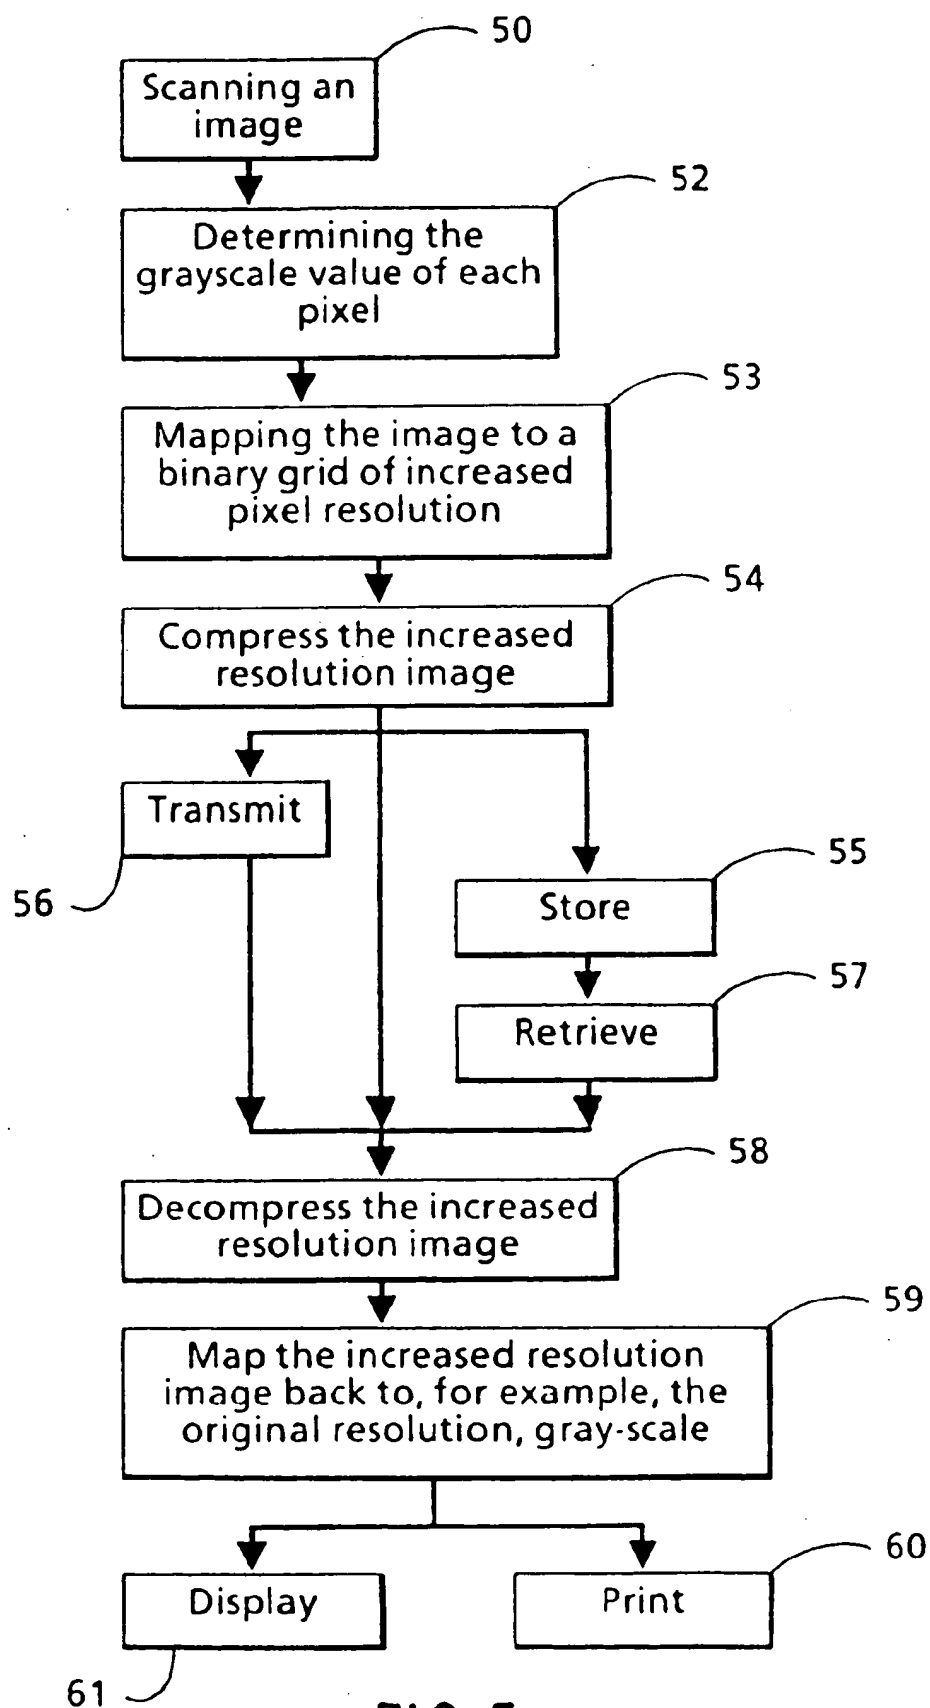 50
Scanning an
image
52
Determining the
grayscale value of each
pixel
53
Mapping the image to a
binary grid of increased
pixel resolution
54
Compress the increased
resolution image
Transmit
56
55
Store
57
Retrieve
58
Decompress the increased
resolution image
59
Map the increased resolution
image back to, for example, the
original resolution, gray-scale
Display
61
60
Print